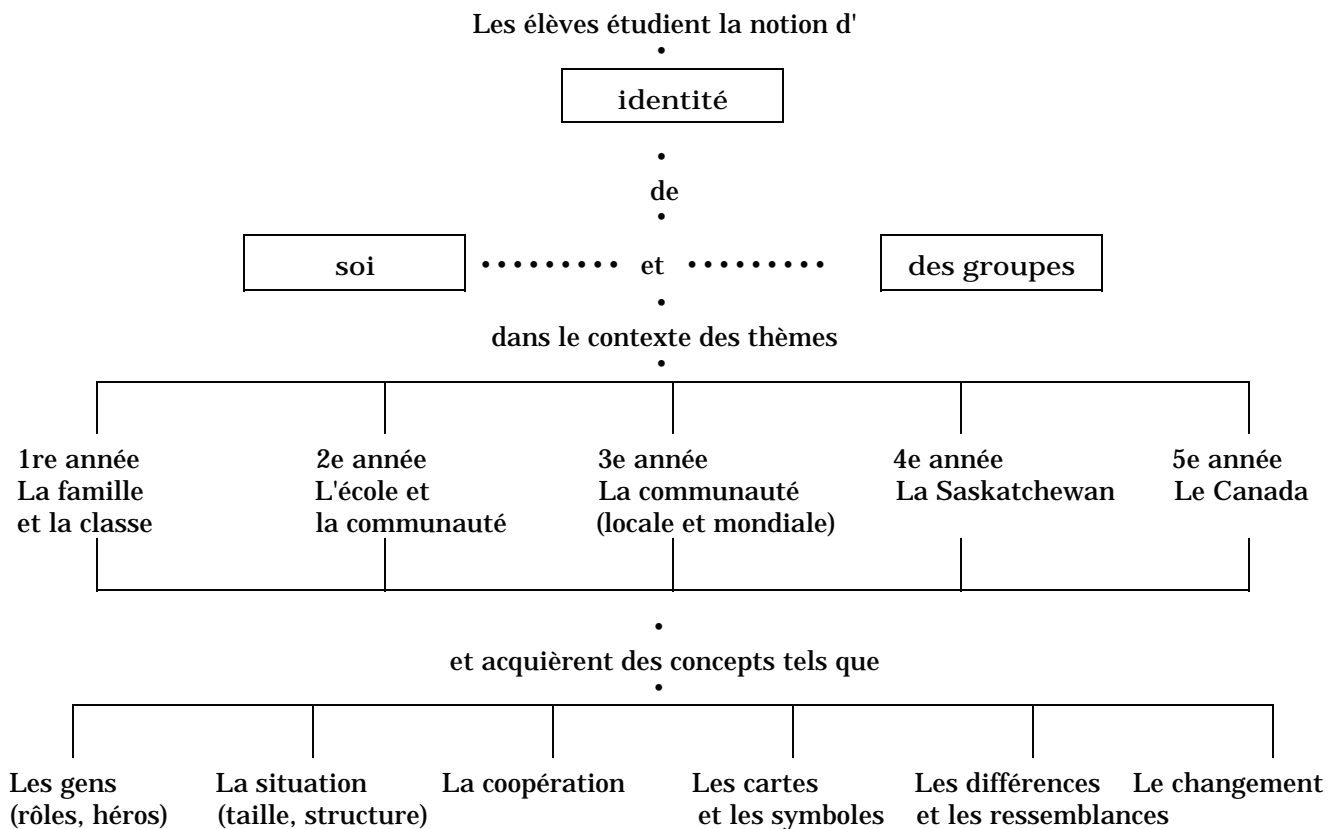 Les élèves étudient la notion d'
identité
de
soi ......... et ......... des groupes
dans le contexte des thèmes
1re année
La famille
et la classe
2e année
L'école et
la communauté
3e année
La communauté
(locale et mondiale)
4e année
La Saskatchewan
5e année
Le Canada
et acquièrent des concepts tels que
Les gens
(rôles, héros)
La situation
(taille, structure)
La coopération
Les cartes
et les symboles
Les différences
et les ressemblances
Le changement